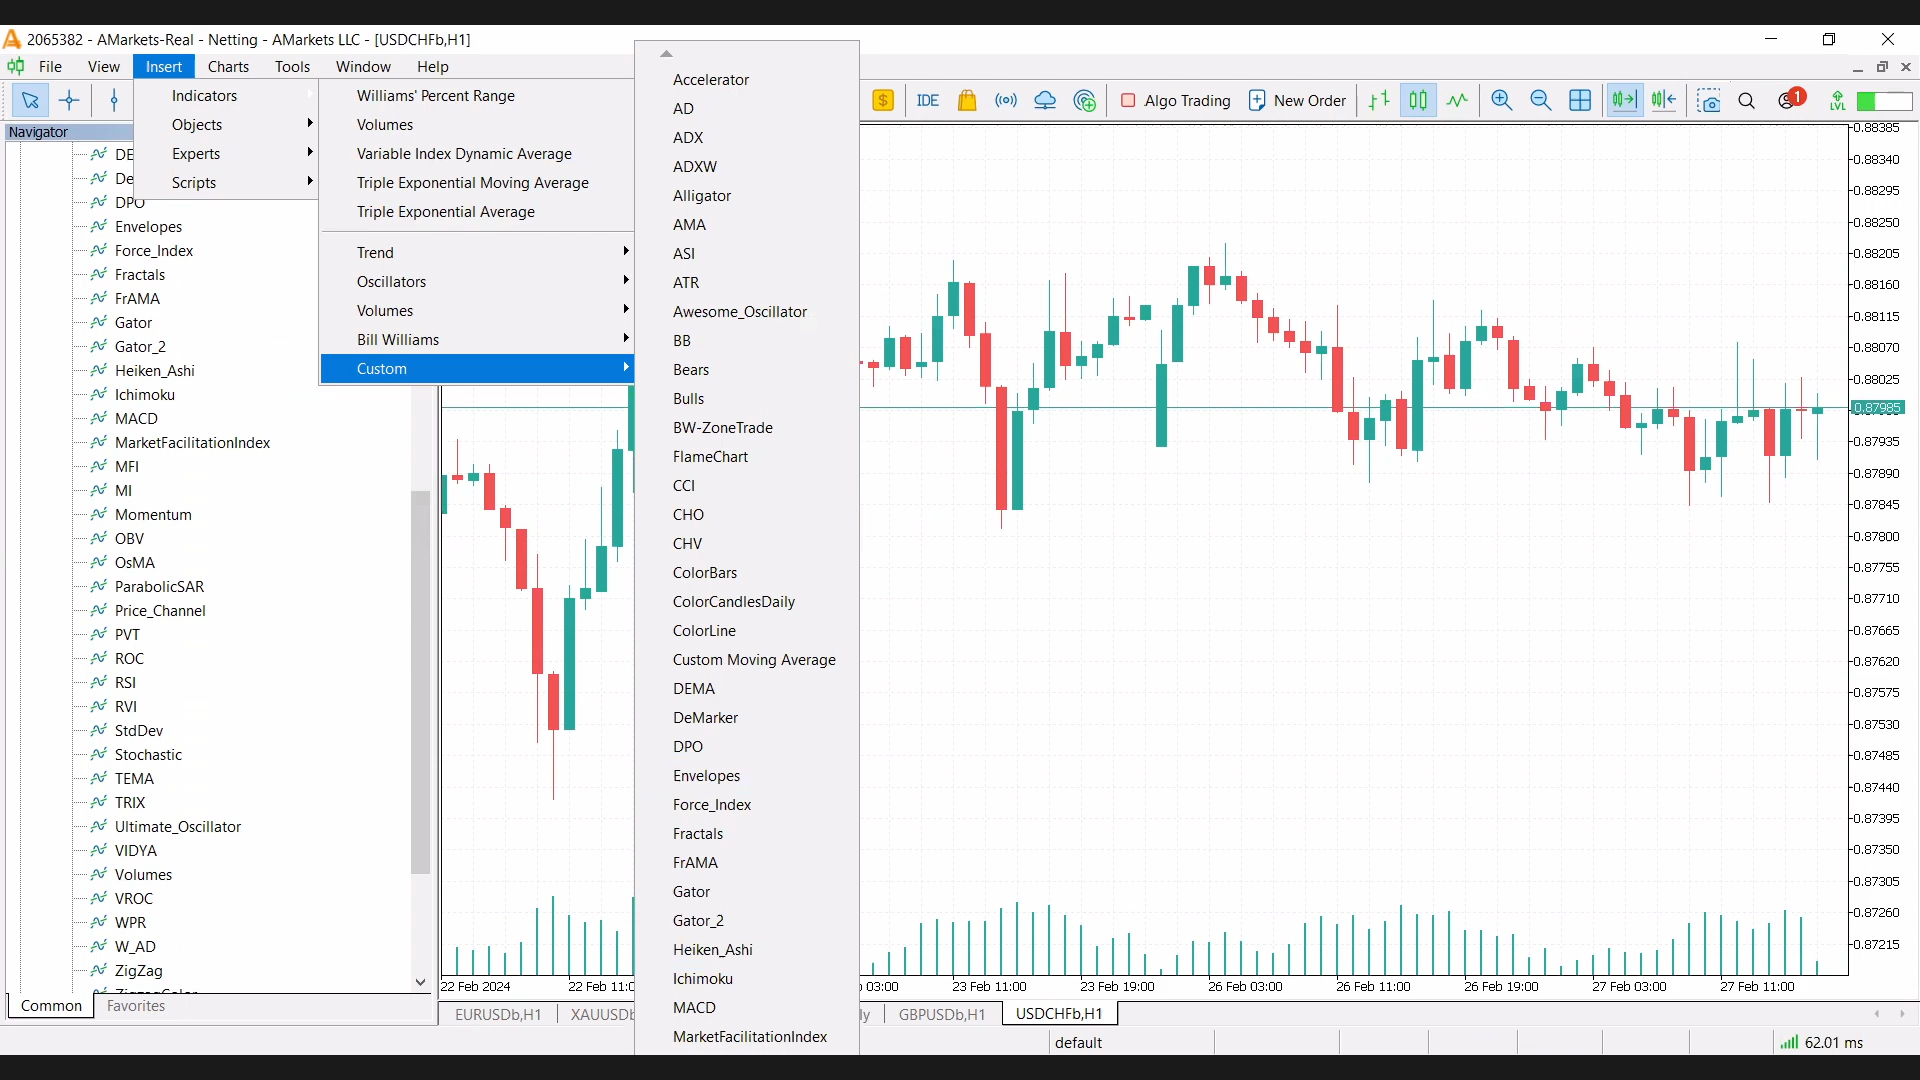 2065382 - AMarkets-Real - Netting - AMarkets LLC - [USDCHFb,H1]
File View Insert Charts Tools Window Help
IDE Algo Trading New Order 1 LVL
Navigator
DE
De
DPO
Envelopes
Force_Index
Fractals
FrAMA
Gator
Gator_2
Heiken_Ashi
Ichimoku
MACD
MarketFacilitationIndex
MFI
MI
Momentum
OBV
OsMA
ParabolicSAR
Price_Channel
PVT
ROC
RSI
RVI
StdDev
Stochastic
TEMA
TRIX
Ultimate_Oscillator
VIDYA
Volumes
VROC
WPR
W_AD
ZigZag
Common Favorites
Indicators
Objects
Experts
Scripts
Williams' Percent Range
Volumes
Variable Index Dynamic Average
Triple Exponential Moving Average
Triple Exponential Average
Trend
Oscillators
Volumes
Bill Williams
Custom
Accelerator
AD
ADX
ADXW
Alligator
AMA
ASI
ATR
Awesome_Oscillator
BB
Bears
Bulls
BW-ZoneTrade
FlameChart
CCI
CHO
CHV
ColorBars
ColorCandlesDaily
ColorLine
Custom Moving Average
DEMA
DeMarker
DPO
Envelopes
Force_Index
Fractals
FrAMA
Gator
Gator_2
Heiken_Ashi
Ichimoku
MACD
MarketFacilitationIndex
0.88385
0.88340
0.88295
0.88250
0.88205
0.88160
0.88115
0.88070
0.88025
0.87985
0.87935
0.87890
0.87845
0.87800
0.87755
0.87710
0.87665
0.87620
0.87575
0.87530
0.87485
0.87440
0.87395
0.87350
0.87305
0.87260
0.87215
22 Feb 2024 22 Feb 11:0 03:00 23 Feb 11:00 23 Feb 19:00 26 Feb 03:00 26 Feb 11:00 26 Feb 19:00 27 Feb 03:00 27 Feb 11:00
EURUSDb,H1 XAUUSDb ly GBPUSDb,H1 USDCHFb,H1
default 62.01 ms